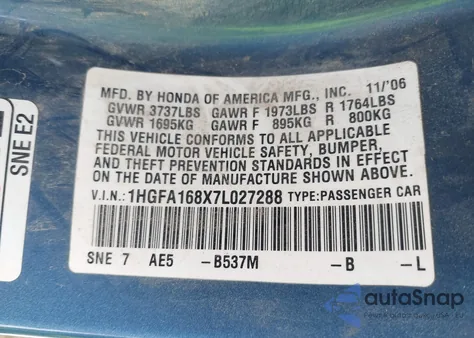 MFD. BY HONDA OF AMERICA MFG., INC. 11/'06
GVWR 3737LBS GAWR F 1973LBS R 1764LBS
GVWR 1695KG GAWR F 895KG R 800KG
THIS VEHICLE CONFORMS TO ALL APPLICABLE
FEDERAL MOTOR VEHICLE SAFETY, BUMPER,
AND THEFT PREVENTION STANDARDS IN EFFECT
ON THE DATE OF MANUFACTURE SHOWN ABOVE.
V.I.N.: 1HGFA168X7L027288 TYPE:PASSENGER CAR
SNE 7 AE5 -B537M -B -L
SNE E2
autoSnap